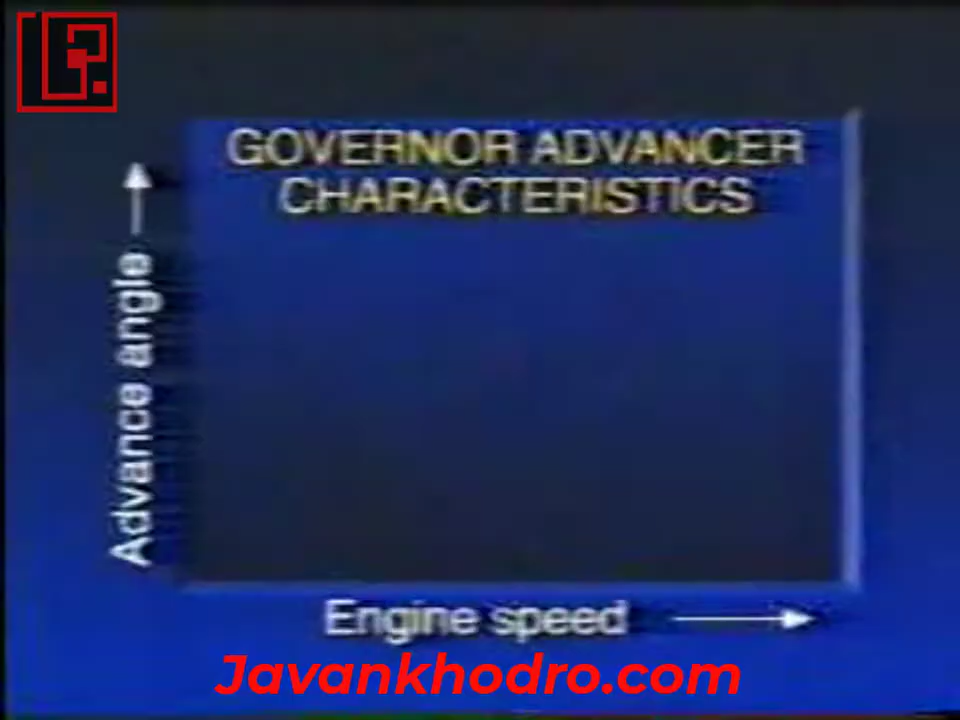 GOVERNOR ADVANCER
CHARACTERISTICS
Advance angle
Engine speed
Javankhodro.com